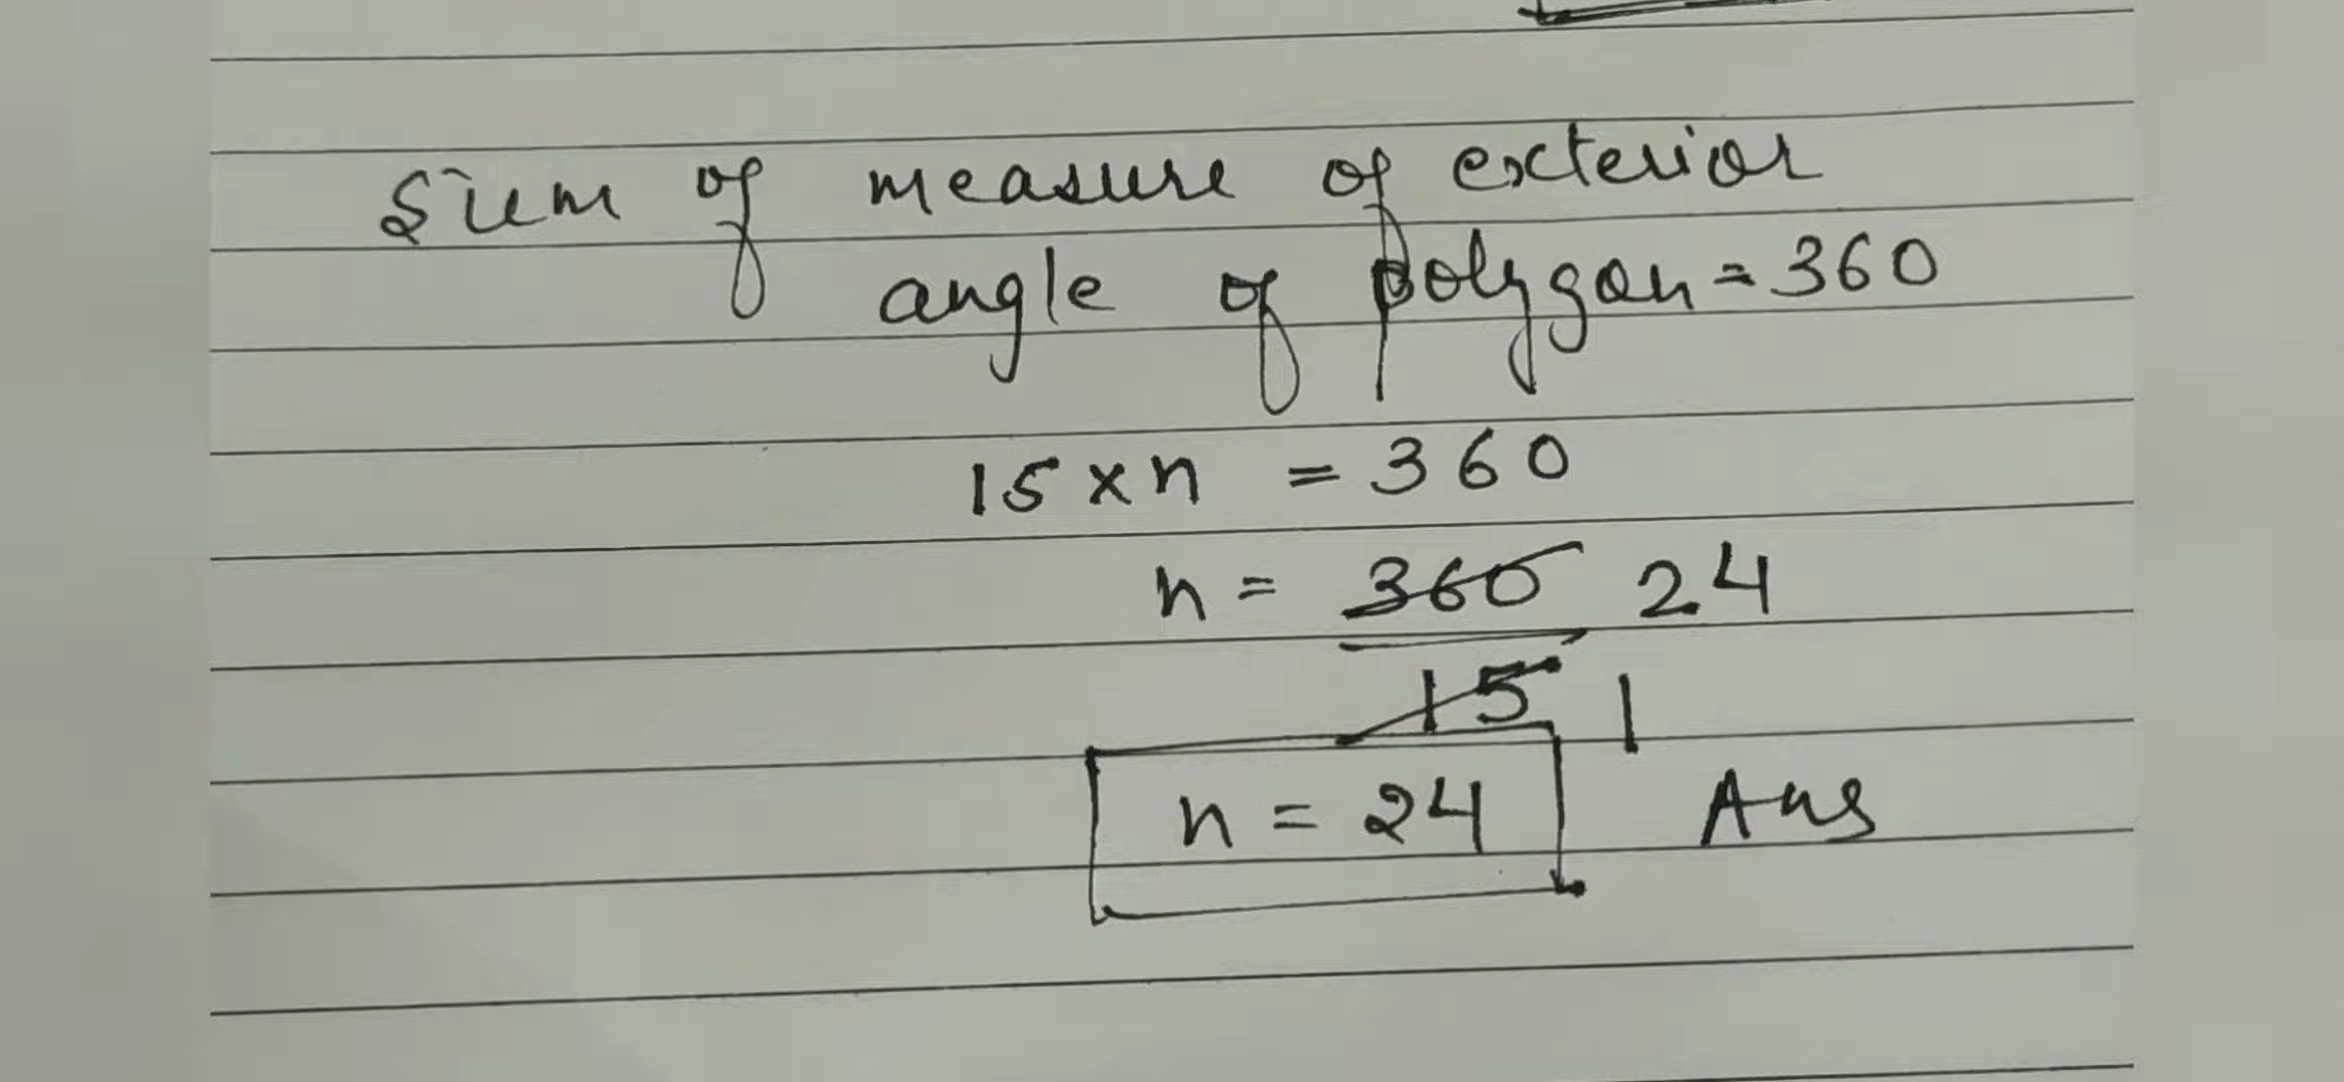 Sum of measure of exterior
angle of polygon = 360
15 × n = 360
n = 360 24
15 1
n = 24 Ans